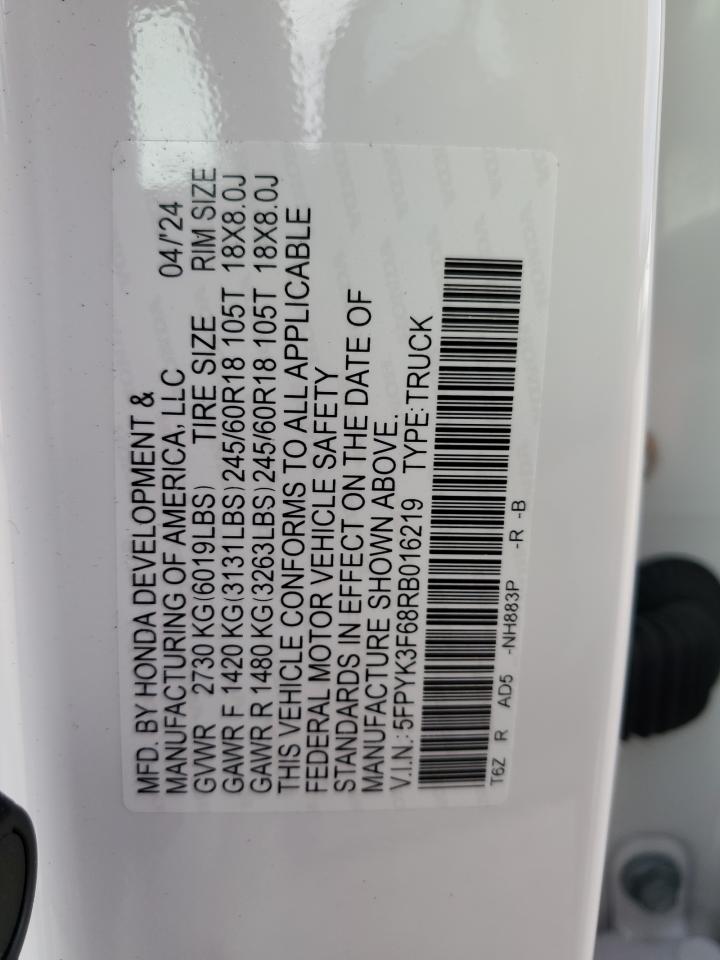 MFD. BY HONDA DEVELOPMENT &
MANUFACTURING OF AMERICA, LLC 04/'24
GVWR 2730 KG(6019LBS) TIRE SIZE RIM SIZE
GAWR F 1420 KG(3131LBS) 245/60R18 105T 18X8.0J
GAWR R 1480 KG(3263LBS) 245/60R18 105T 18X8.0J
THIS VEHICLE CONFORMS TO ALL APPLICABLE
FEDERAL MOTOR VEHICLE SAFETY
STANDARDS IN EFFECT ON THE DATE OF
MANUFACTURE SHOWN ABOVE.
V.I.N.: 5FPYK3F68RB016219 TYPE:TRUCK
T6Z R AD5 -NH883P -R -B